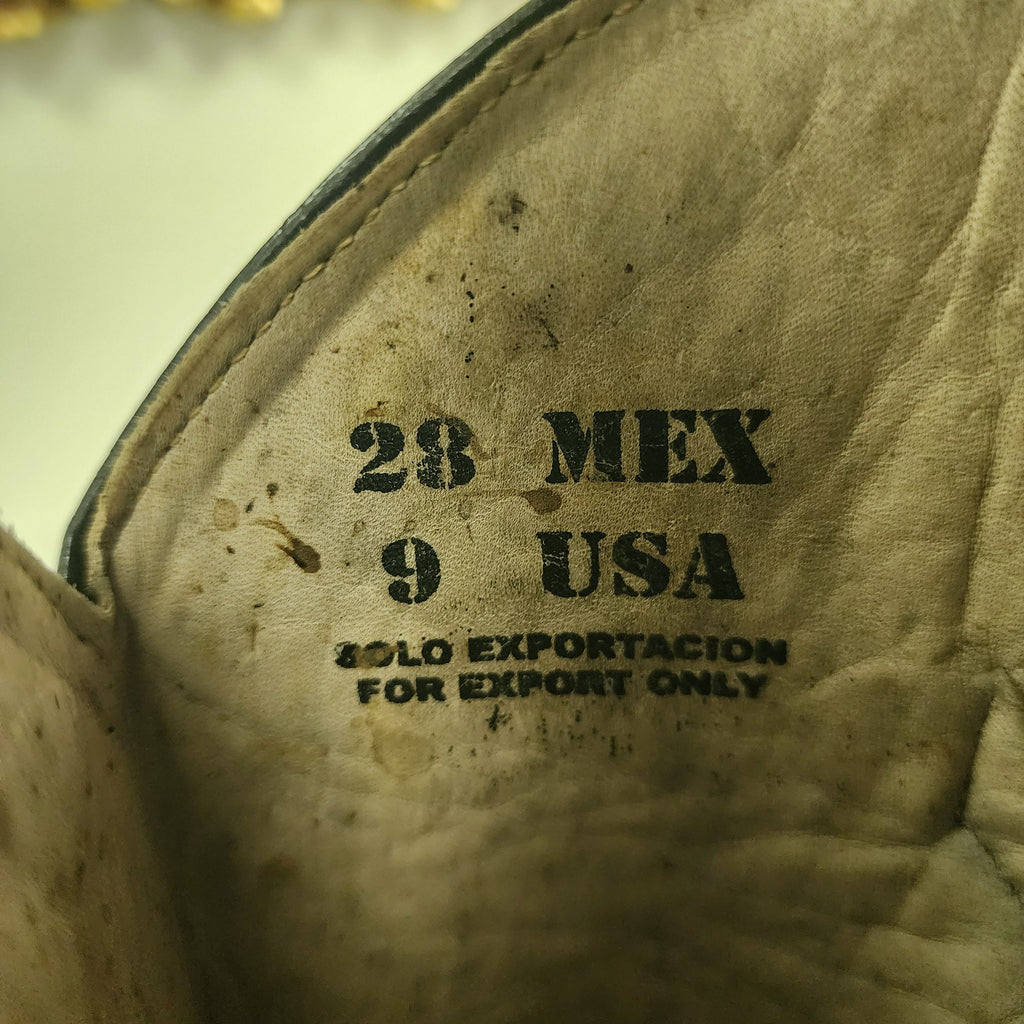 28 MEX
9 USA
SOLO EXPORTACION
FOR EXPORT ONLY